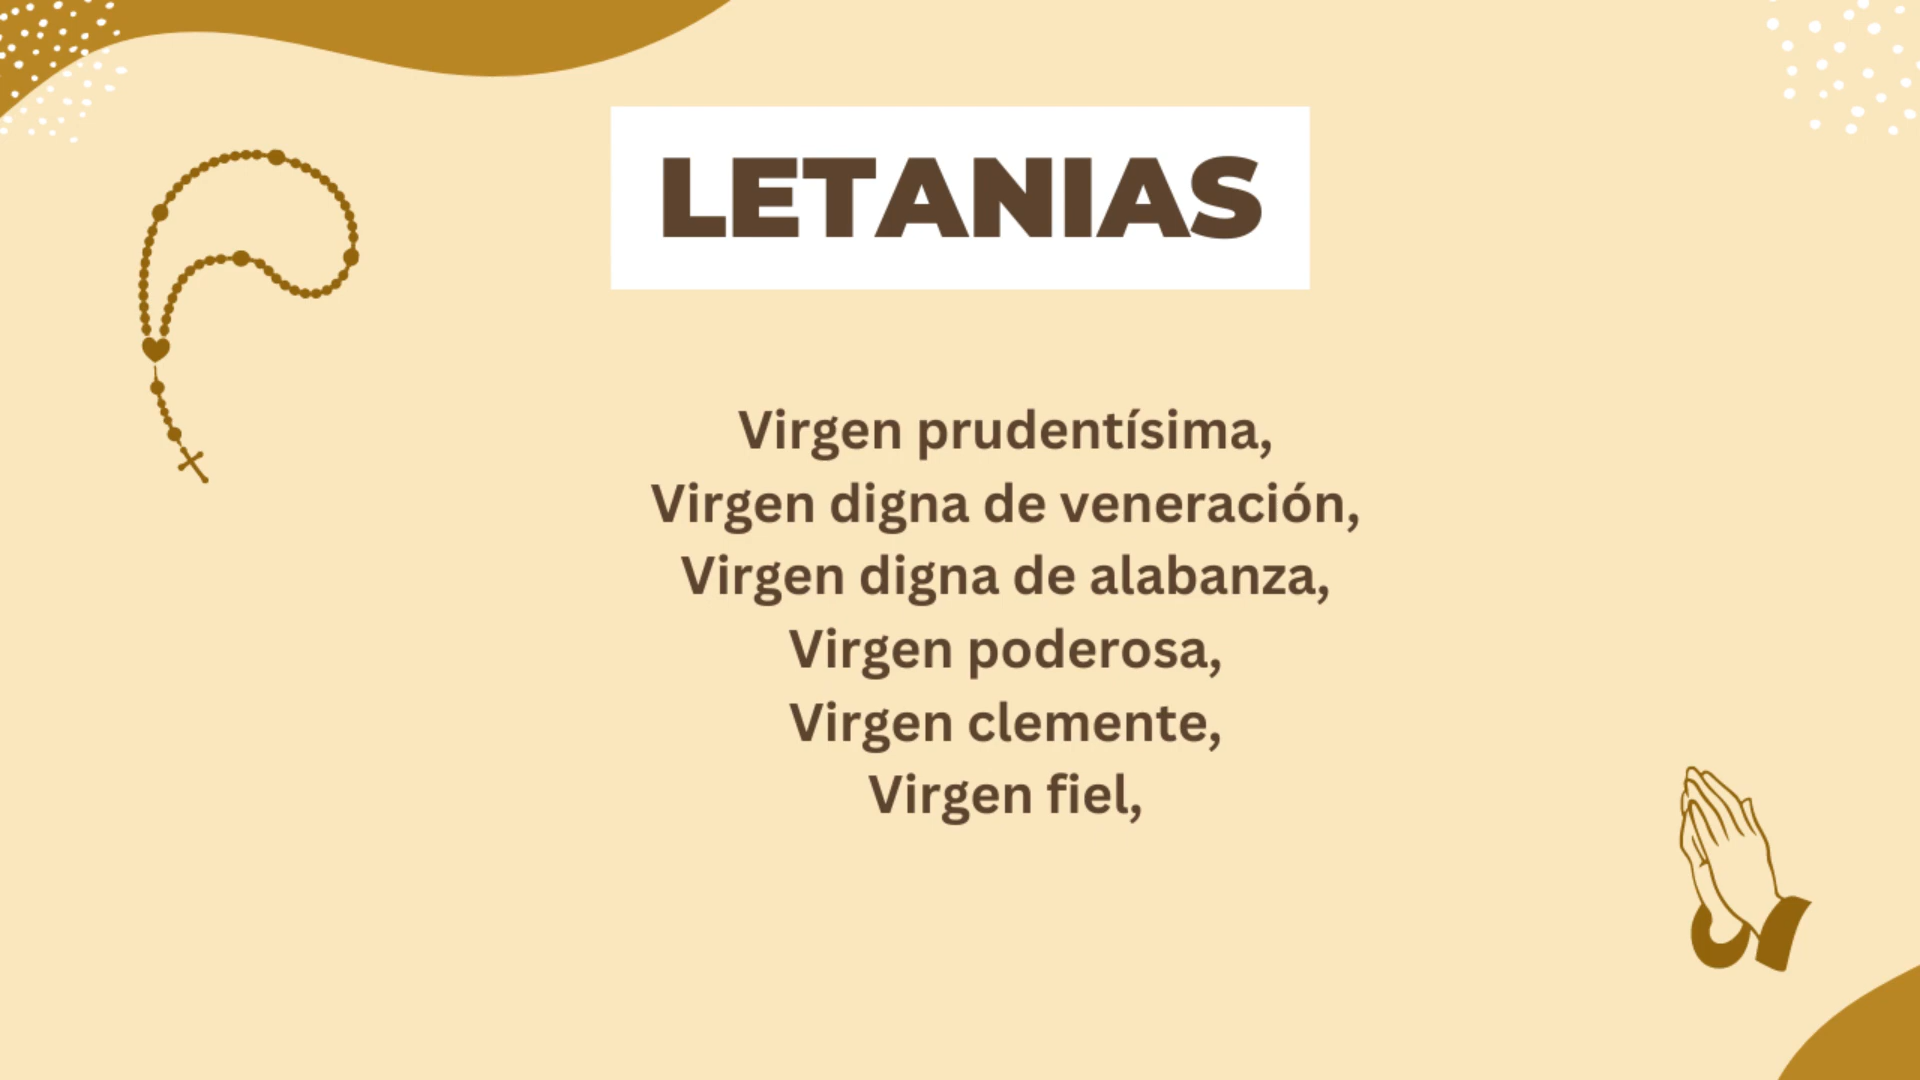 LETANIAS
Virgen prudentísima,
Virgen digna de veneración,
Virgen digna de alabanza,
Virgen poderosa,
Virgen clemente,
Virgen fiel,